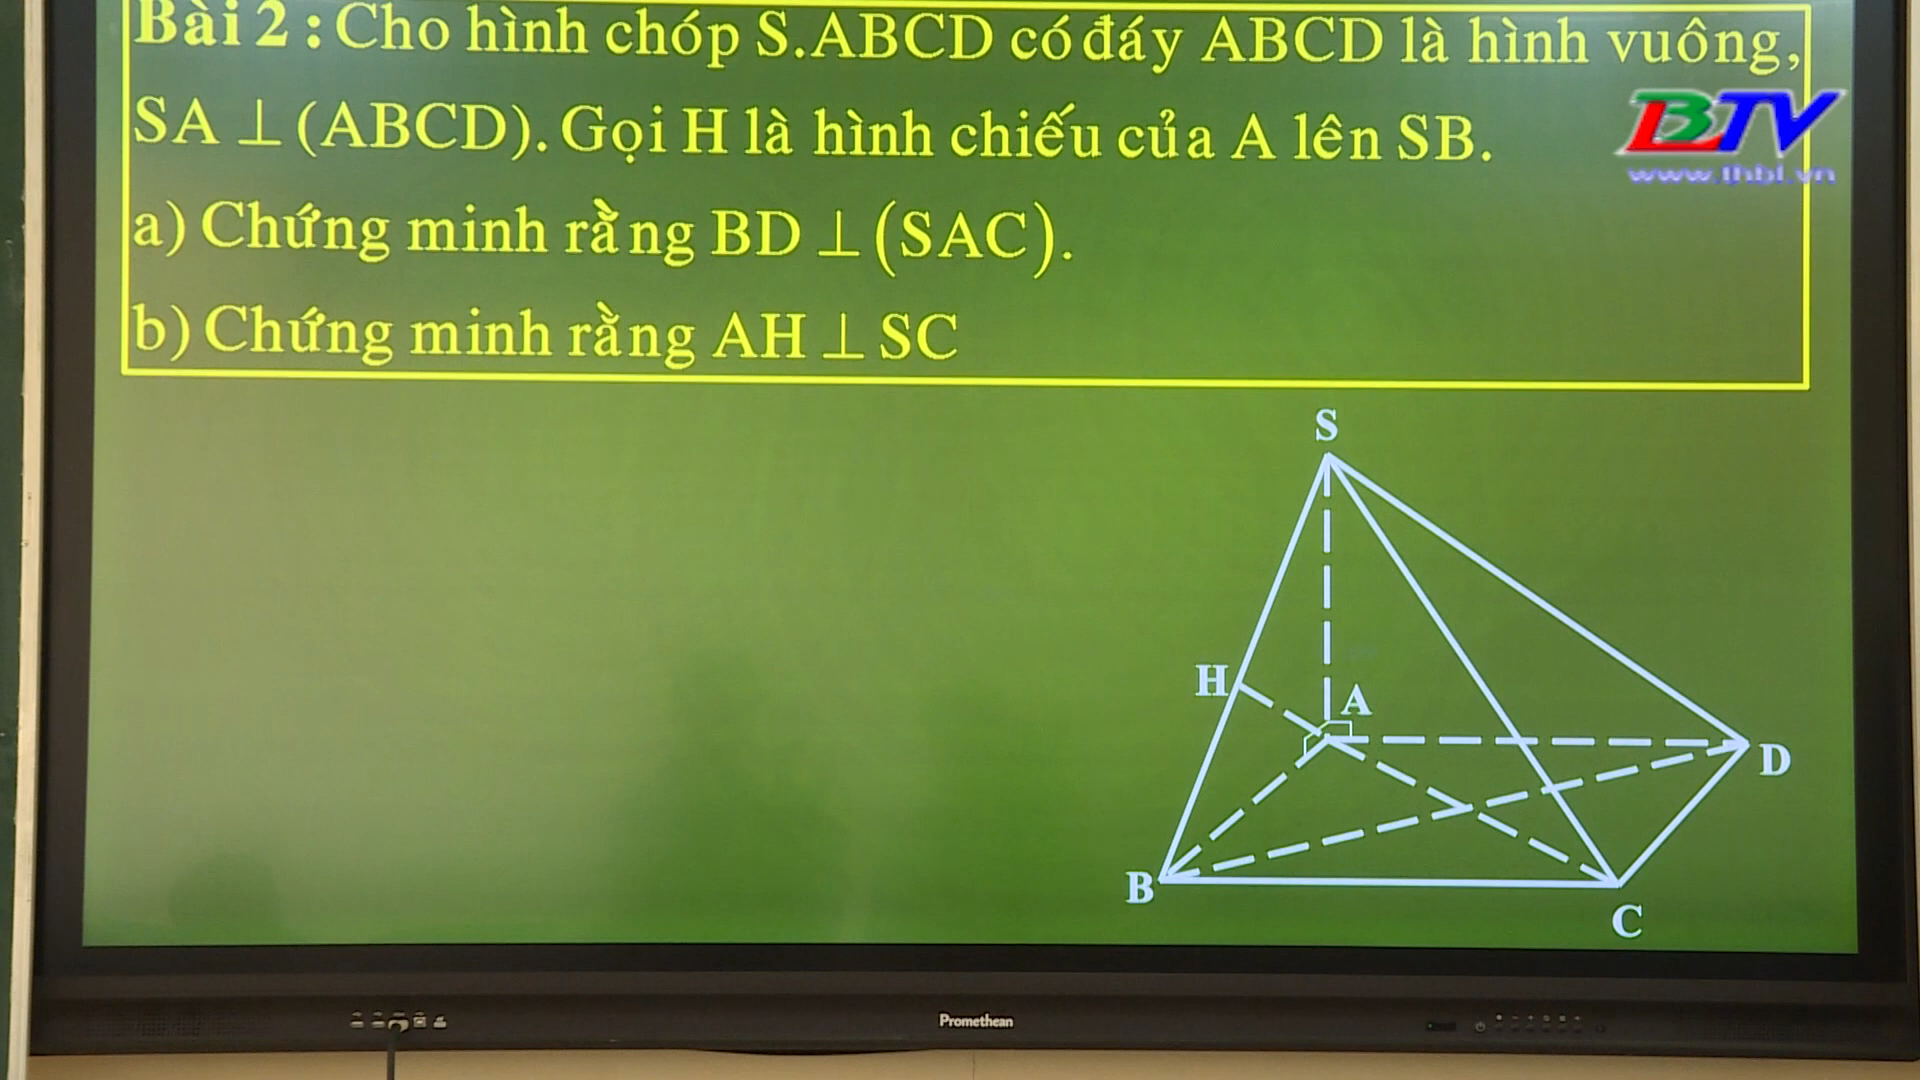 Bài 2 : Cho hình chóp S.ABCD có đáy ABCD là hình vuông,
SA ⊥ (ABCD). Gọi H là hình chiếu của A lên SB.
a) Chứng minh rằng BD ⊥ (SAC).
b) Chứng minh rằng AH ⊥ SC
BTV
www.thbt.vn
S
H
A
D
B
C
Promethean